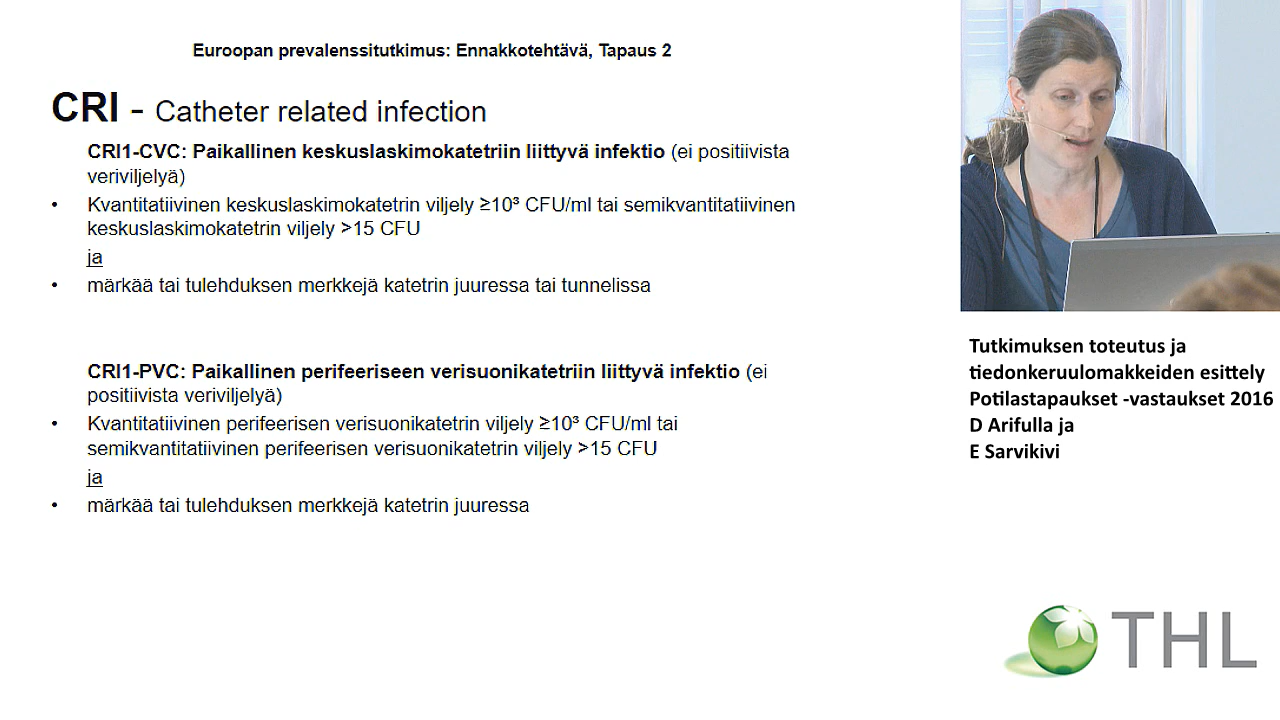 Euroopan prevalenssitutkimus: Ennakkotehtävä, Tapaus 2
CRI - Catheter related infection
CRI1-CVC: Paikallinen keskuslaskimokatetriin liittyvä infektio (ei positiivista
veriviljelyä)
• Kvantitatiivinen keskuslaskimokatetrin viljely ≥10³ CFU/ml tai semikvantitatiivinen
keskuslaskimokatetrin viljely >15 CFU
ja
• märkää tai tulehduksen merkkejä katetrin juuressa tai tunnelissa
CRI1-PVC: Paikallinen perifeeriseen verisuonikatetriin liittyvä infektio (ei
positiivista veriviljelyä)
• Kvantitatiivinen perifeerisen verisuonikatetrin viljely ≥10³ CFU/ml tai
semikvantitatiivinen perifeerisen verisuonikatetrin viljely >15 CFU
ja
• märkää tai tulehduksen merkkejä katetrin juuressa
Tutkimuksen toteutus ja
tiedonkeruulomakkeiden esittely
Potilastapaukset -vastaukset 2016
D Arifulla ja
E Sarvikivi
THL